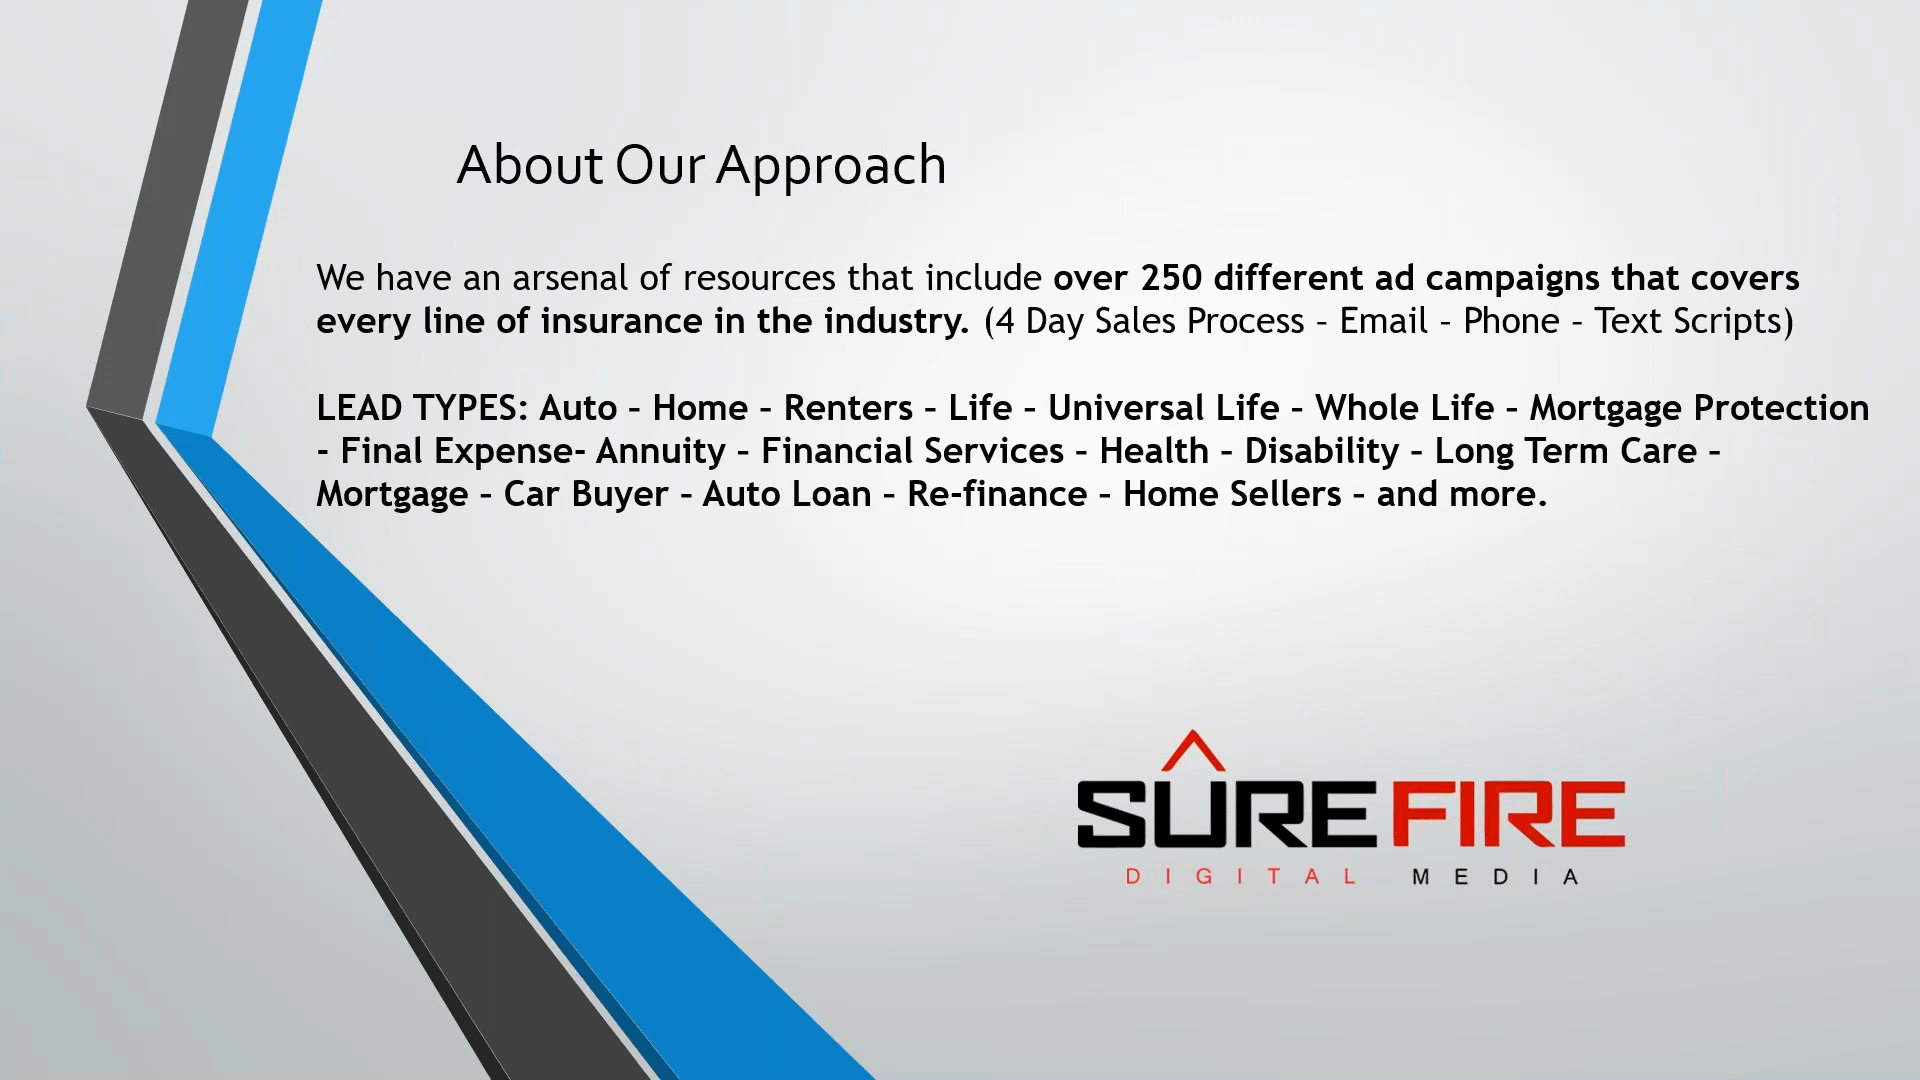 About Our Approach
We have an arsenal of resources that include over 250 different ad campaigns that covers
every line of insurance in the industry. (4 Day Sales Process – Email – Phone – Text Scripts)
LEAD TYPES: Auto – Home – Renters – Life – Universal Life – Whole Life – Mortgage Protection
- Final Expense- Annuity – Financial Services – Health – Disability – Long Term Care –
Mortgage – Car Buyer – Auto Loan – Re-finance – Home Sellers – and more.
SUREFIRE
DIGITAL MEDIA